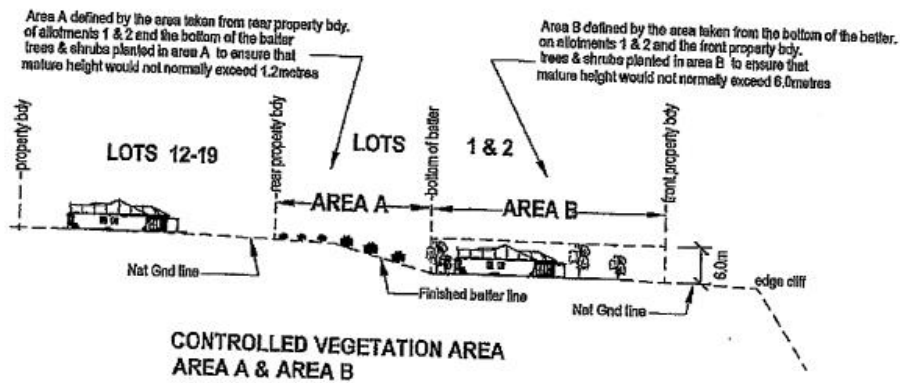 Area A defined by the area taken from rear property bdy.
of allotments 1 & 2 and the bottom of the batter
trees & shrubs planted in area A to ensure that
mature height would not normally exceed 1.2metres
Area B defined by the area taken from the bottom of the batter.
on allotments 1 & 2 and the front property bdy.
trees & shrubs planted in area B to ensure that
mature height would not normally exceed 6.0metres
property bdy
LOTS 12-19
rear property bdy
LOTS
bottom of batter
1 & 2
front property bdy
AREA A
AREA B
6.0m
Nat Gnd line
Finished batter line
Nat Gnd line
edge cliff
CONTROLLED VEGETATION AREA
AREA A & AREA B